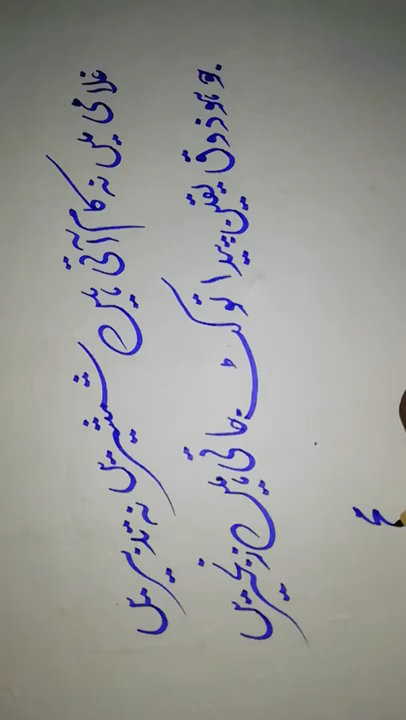 غلامی میں نہ کام آتی ہیں شمشیریں نہ تدبیریں
جو ہو ذوق یقیں پیدا تو کٹ جاتی ہیں زنجیریں